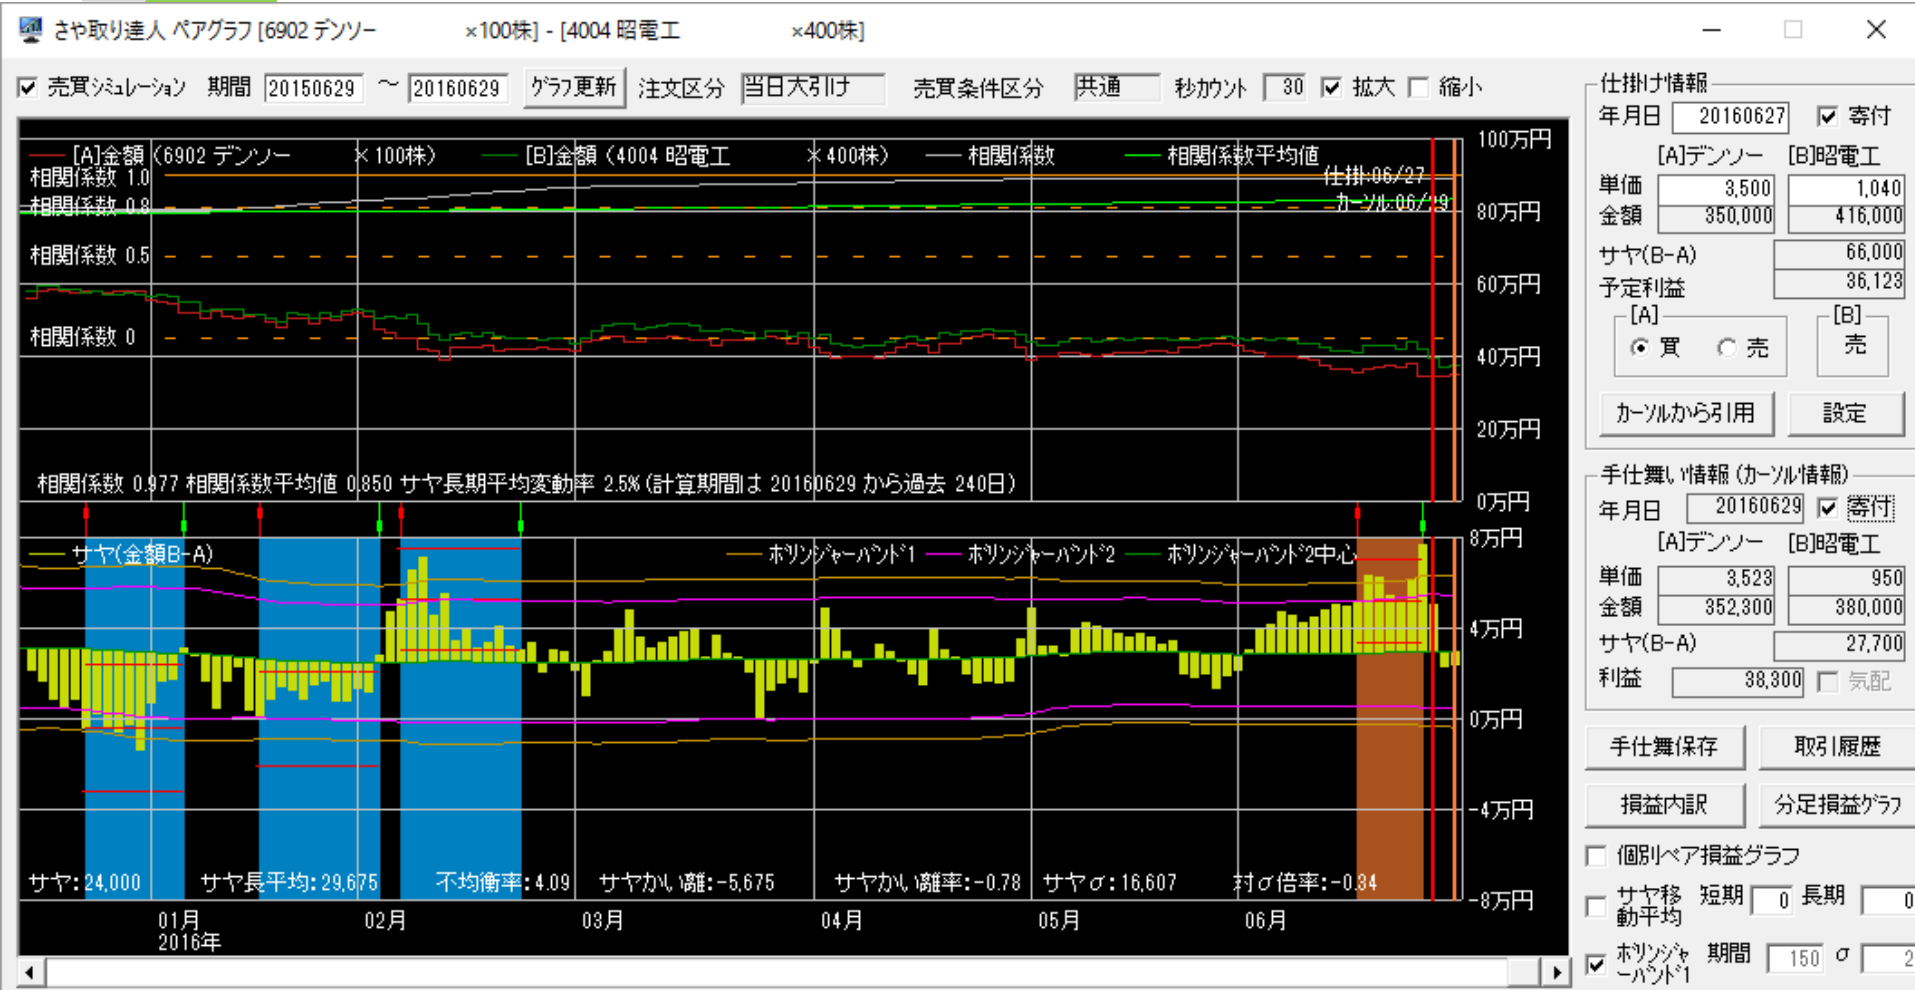 さや取り達人 ペアグラフ [6902 デンソー ×100株] - [4004 昭電工 ×400株]
売買シミュレーション 期間 20150629 ～ 20160629 グラフ更新 注文区分 当日大引け 売買条件区分 共通 秒カウント 30 拡大 縮小
[A]金額 (6902 デンソー ×100株) [B]金額 (4004 昭電工 ×400株) 相関係数 相関係数平均値
100万円
相関係数 1.0
仕掛:06/27
相関係数 0.8
カーソル:06/29
80万円
相関係数 0.5
60万円
相関係数 0
40万円
20万円
相関係数 0.977 相関係数平均値 0.850 サヤ長期平均変動率 2.5% (計算期間は 20160629 から過去 240日)
0万円
サヤ(金額B-A) ボリンジャーバンド1 ボリンジャーバンド2 ボリンジャーバンド2中心
8万円
4万円
0万円
-4万円
サヤ:24,000 サヤ長平均:29,675 不均衡率:4.09 サヤかい離:-5,675 サヤかい離率:-0.78 サヤσ:16,607 対σ倍率:-0.34
-8万円
01月 02月 03月 04月 05月 06月
2016年
仕掛け情報
年月日 20160627 寄付
[A]デンソー [B]昭電工
単価 3,500 1,040
金額 350,000 416,000
サヤ(B-A) 66,000
予定利益 36,123
[A] [B]
買 売 売
カーソルから引用 設定
手仕舞い情報 (カーソル情報)
年月日 20160629 寄付
[A]デンソー [B]昭電工
単価 3,523 950
金額 352,300 380,000
サヤ(B-A) 27,700
利益 38,300 気配
手仕舞保存 取引履歴
損益内訳 分足損益グラフ
個別ペア損益グラフ
サヤ移動平均 短期 0 長期 0
ボリンジャーバンド1 期間 150 σ 2